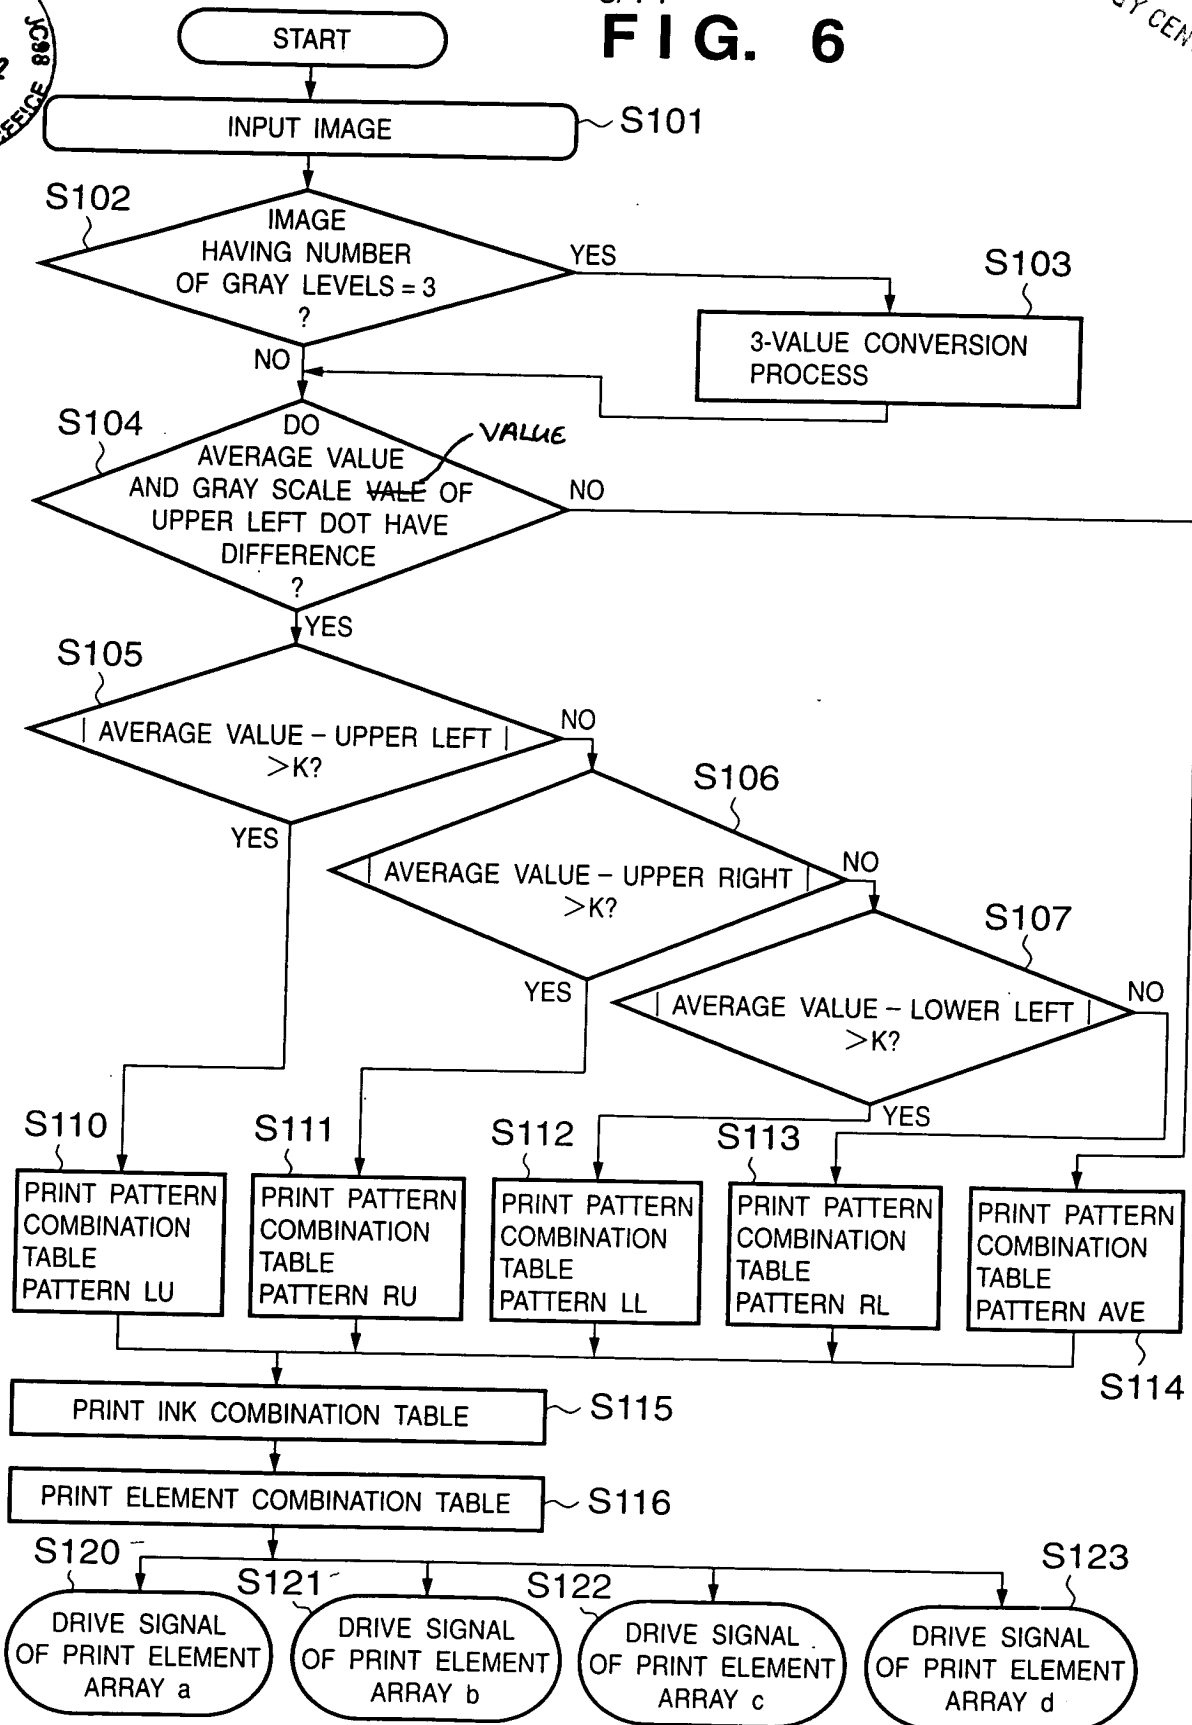 FIG. 6
JC98
START
INPUT IMAGE
S101
S102
IMAGE
HAVING NUMBER
OF GRAY LEVELS = 3
?
YES
NO
S103
3-VALUE CONVERSION
PROCESS
S104
DO
AVERAGE VALUE
AND GRAY SCALE VALE OF
UPPER LEFT DOT HAVE
DIFFERENCE
?
VALUE
NO
YES
S105
| AVERAGE VALUE – UPPER LEFT |
>K?
NO
YES
S106
| AVERAGE VALUE – UPPER RIGHT |
>K?
NO
YES
S107
| AVERAGE VALUE – LOWER LEFT |
>K?
NO
YES
S110
PRINT PATTERN
COMBINATION
TABLE
PATTERN LU
S111
PRINT PATTERN
COMBINATION
TABLE
PATTERN RU
S112
PRINT PATTERN
COMBINATION
TABLE
PATTERN LL
S113
PRINT PATTERN
COMBINATION
TABLE
PATTERN RL
PRINT PATTERN
COMBINATION
TABLE
PATTERN AVE
S114
PRINT INK COMBINATION TABLE
S115
PRINT ELEMENT COMBINATION TABLE
S116
S120
DRIVE SIGNAL
OF PRINT ELEMENT
ARRAY a
S121
DRIVE SIGNAL
OF PRINT ELEMENT
ARRAY b
S122
DRIVE SIGNAL
OF PRINT ELEMENT
ARRAY c
S123
DRIVE SIGNAL
OF PRINT ELEMENT
ARRAY d